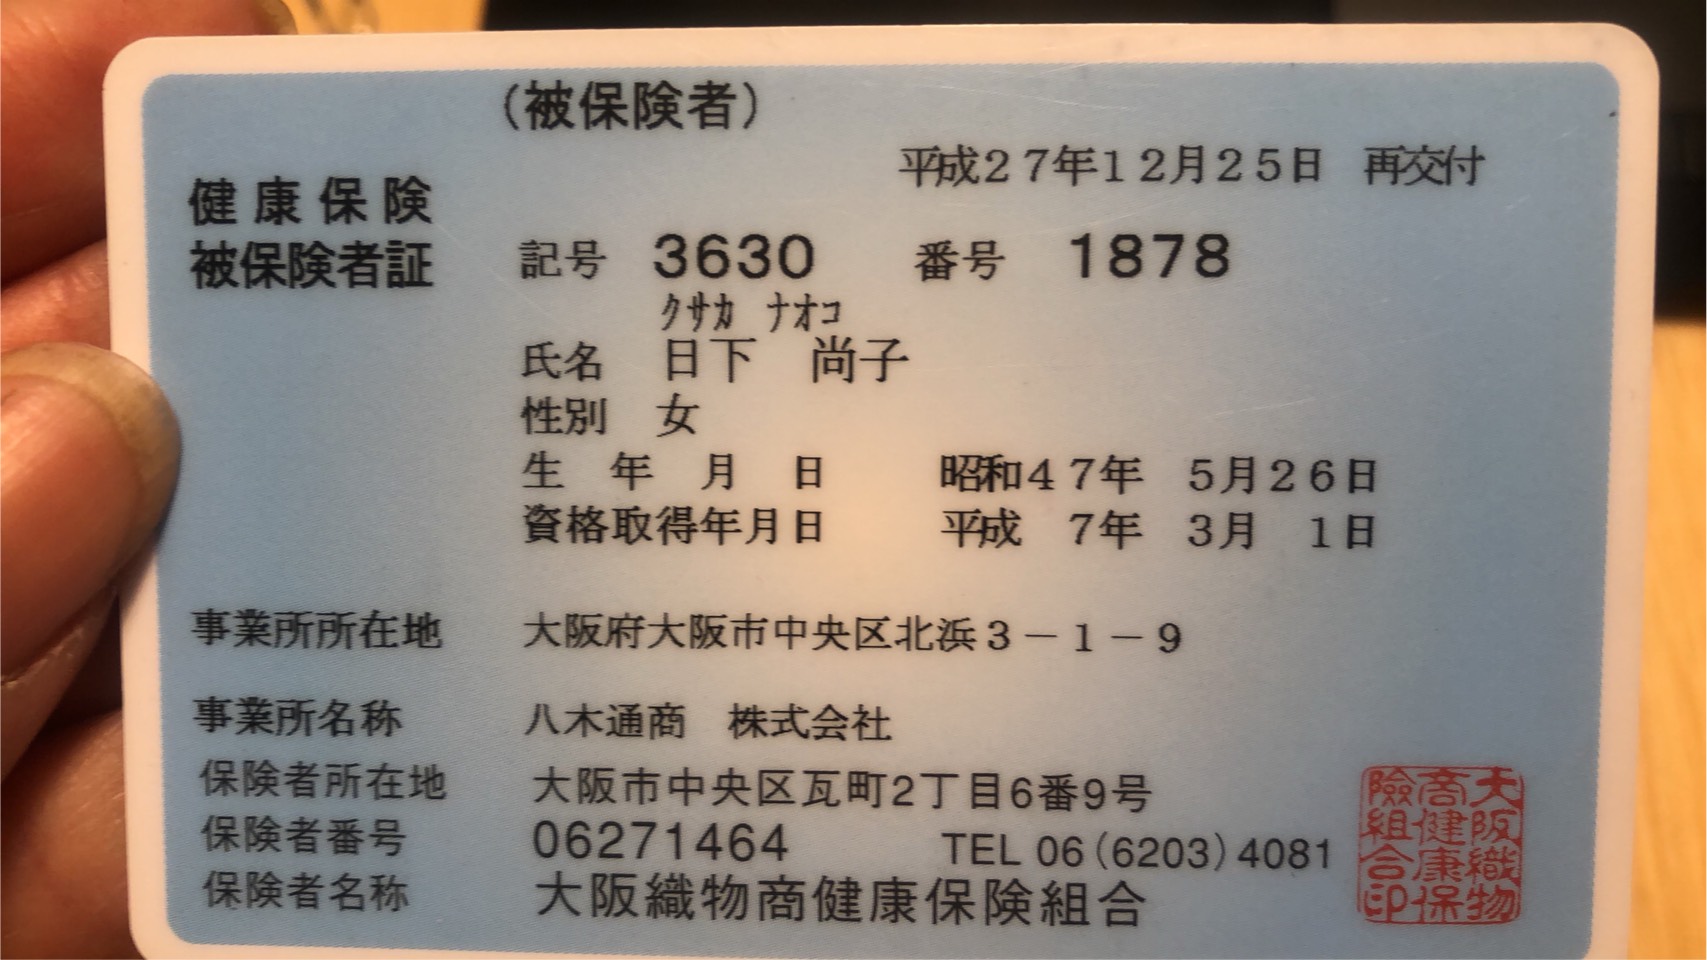 （被保険者）
平成２７年１２月２５日　再交付
健康保険
被保険者証
記号　3630　番号　1878
ｸｻｶ ﾅｵｺ
氏名　日下　尚子
性別　女
生　年　月　日　昭和４７年　５月２６日
資格取得年月日　平成　７年　３月　１日
事業所所在地　大阪府大阪市中央区北浜３－１－９
事業所名称　八木通商　株式会社
保険者所在地　大阪市中央区瓦町2丁目6番9号
保険者番号　06271464　TEL 06(6203)4081
保険者名称　大阪織物商健康保険組合
大阪織物
商健康保
險組合印